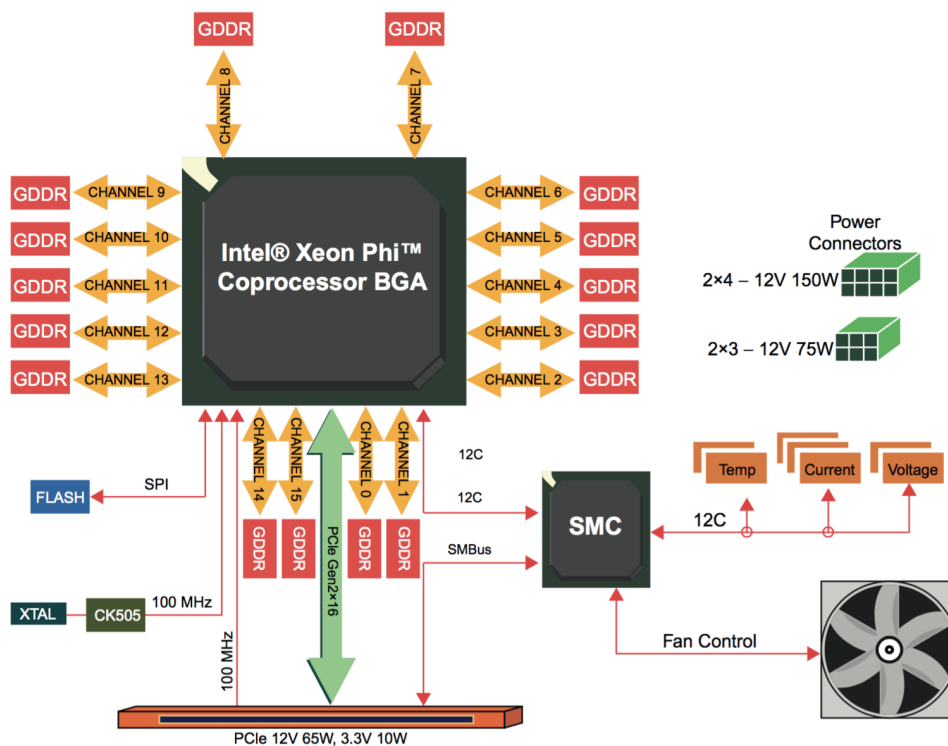 GDDR
GDDR
CHANNEL 8
CHANNEL 7
GDDR
CHANNEL 9
CHANNEL 6
GDDR
GDDR
CHANNEL 10
CHANNEL 5
GDDR
GDDR
CHANNEL 11
CHANNEL 4
GDDR
GDDR
CHANNEL 12
CHANNEL 3
GDDR
GDDR
CHANNEL 13
CHANNEL 2
GDDR
Intel® Xeon Phi™
Coprocessor BGA
Power
Connectors
2×4 – 12V 150W
2×3 – 12V 75W
CHANNEL 14
CHANNEL 15
CHANNEL 0
CHANNEL 1
GDDR
GDDR
GDDR
GDDR
PCIe Gen2×16
12C
12C
SPI
FLASH
SMBus
SMC
12C
Temp
Current
Voltage
XTAL
CK505
100 MHz
100 MHz
Fan Control
PCIe 12V 65W, 3.3V 10W